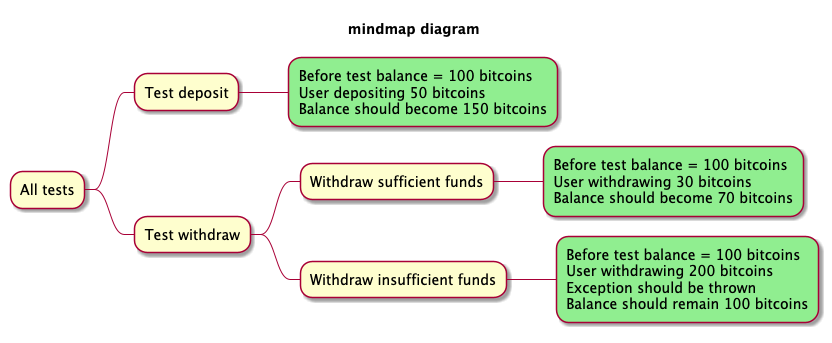 mindmap diagram
All tests
Test deposit
Before test balance = 100 bitcoins
User depositing 50 bitcoins
Balance should become 150 bitcoins
Test withdraw
Withdraw sufficient funds
Before test balance = 100 bitcoins
User withdrawing 30 bitcoins
Balance should become 70 bitcoins
Withdraw insufficient funds
Before test balance = 100 bitcoins
User withdrawing 200 bitcoins
Exception should be thrown
Balance should remain 100 bitcoins